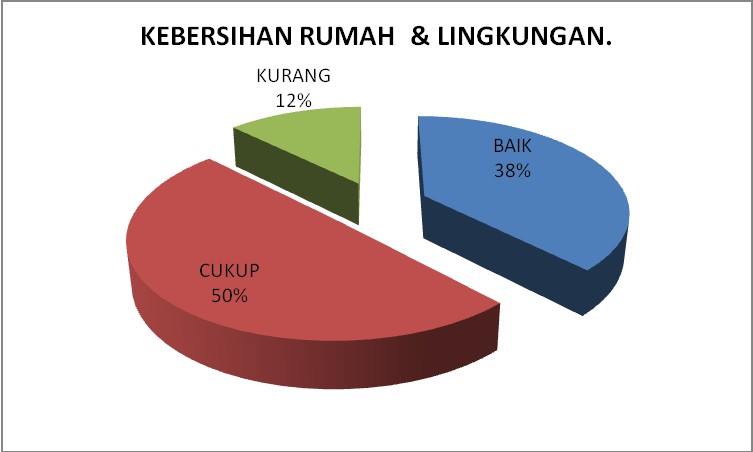 KEBERSIHAN RUMAH & LINGKUNGAN.
KURANG
12%
BAIK
38%
CUKUP
50%